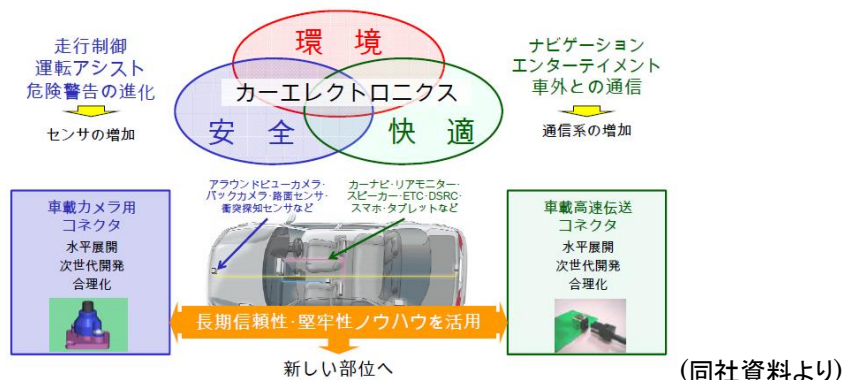 環 境
カーエレクトロニクス
安 全
快 適
走行制御
運転アシスト
危険警告の進化
センサの増加
ナビゲーション
エンターテイメント
車外との通信
通信系の増加
アラウンドビューカメラ・
バックカメラ・路面センサ・
衝突探知センサなど
カーナビ・リアモニター・
スピーカー・ETC・DSRC・
スマホ・タブレットなど
車載カメラ用
コネクタ
水平展開
次世代開発
合理化
車載高速伝送
コネクタ
水平展開
次世代開発
合理化
長期信頼性・堅牢性ノウハウを活用
新しい部位へ
(同社資料より)